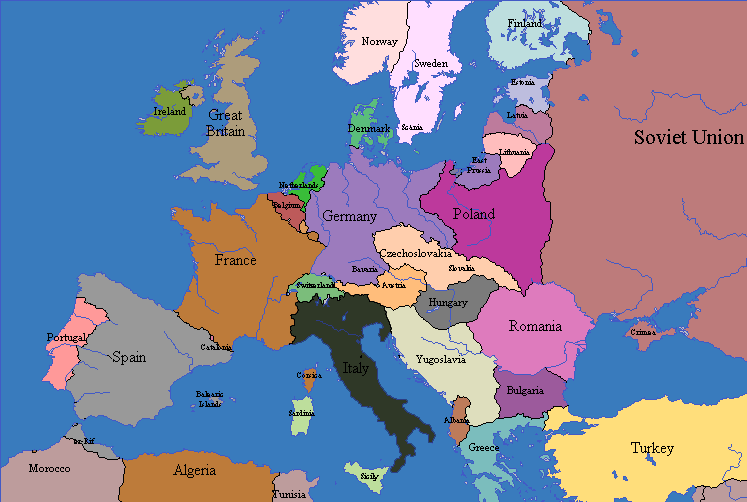 Norway
Finland
Sweden
Estonia
Ireland
Great
Britain
Denmark
Scania
Latvia
Soviet Union
Lithuania
East
Prussia
Netherlands
Belgium
Germany
Poland
France
Czechoslovakia
Bavaria
Slovakia
Switzerland
Austria
Hungary
Romania
Crimea
Portugal
Spain
Catalonia
Italy
Yugoslavia
Corsica
Balearic
Islands
Sardinia
Bulgaria
Albania
Greece
Turkey
er-Rif
Morocco
Algeria
Sicily
Tunisia